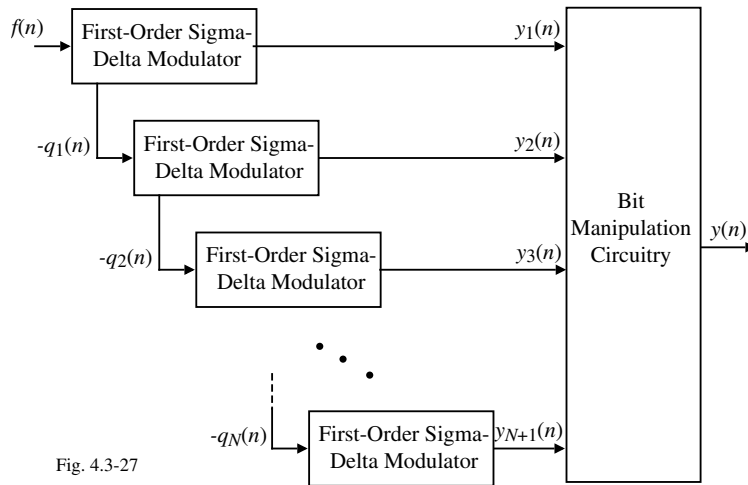 f(n)
First-Order Sigma-
Delta Modulator
y1(n)
-q1(n)
First-Order Sigma-
Delta Modulator
y2(n)
-q2(n)
First-Order Sigma-
Delta Modulator
y3(n)
Bit
Manipulation
Circuitry
y(n)
-qN(n)
First-Order Sigma-
Delta Modulator
yN+1(n)
Fig. 4.3-27